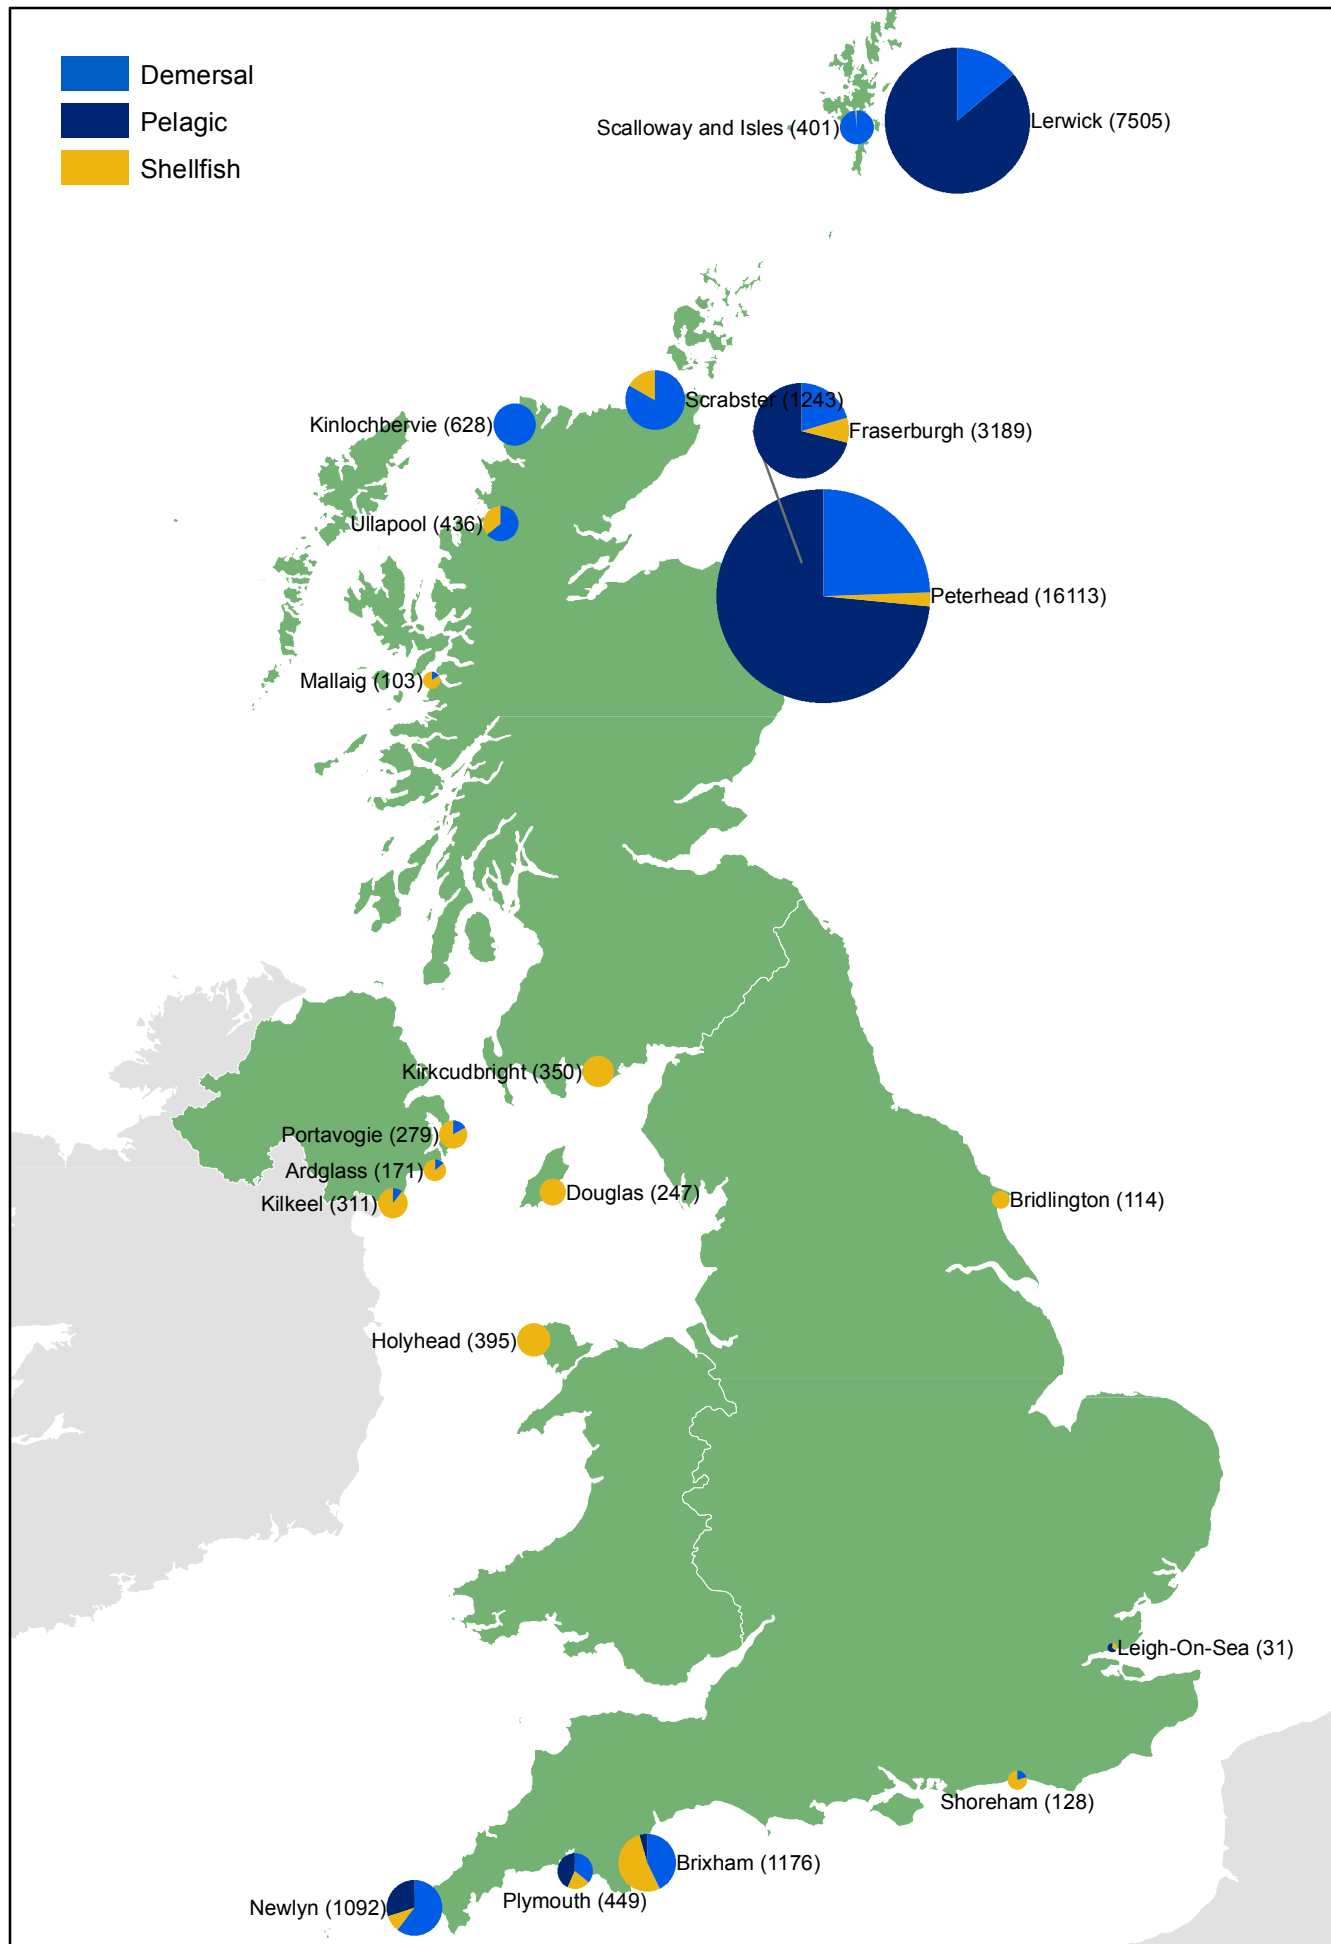 Demersal
Pelagic
Shellfish
Scalloway and Isles (401)
Lerwick (7505)
Scrabster (1243)
Kinlochbervie (628)
Fraserburgh (3189)
Ullapool (436)
Peterhead (16113)
Mallaig (103)
Kirkcudbright (350)
Portavogie (279)
Ardglass (171)
Douglas (247)
Kilkeel (311)
Bridlington (114)
Holyhead (395)
Leigh-On-Sea (31)
Shoreham (128)
Brixham (1176)
Plymouth (449)
Newlyn (1092)